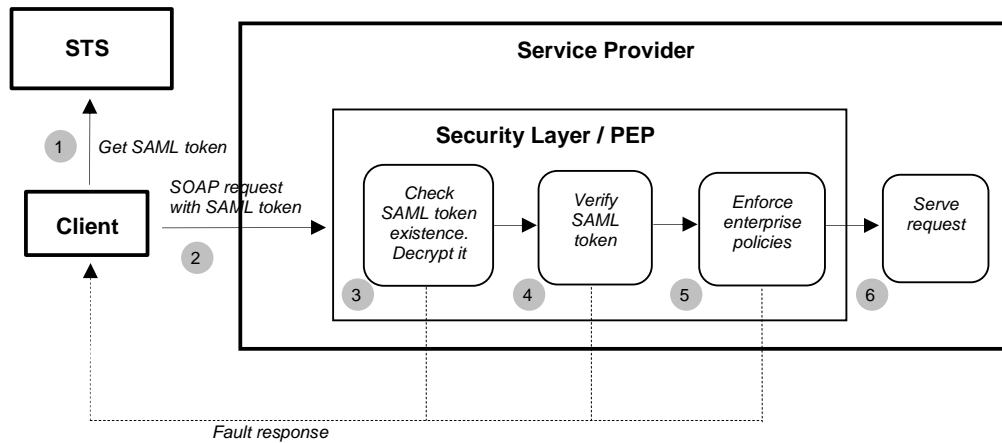 STS
Service Provider
Security Layer / PEP
1
Get SAML token
SOAP request
with SAML token
Client
2
Check
SAML token
existence.
Decrypt it
3
Verify
SAML
token
4
Enforce
enterprise
policies
5
Serve
request
6
Fault response